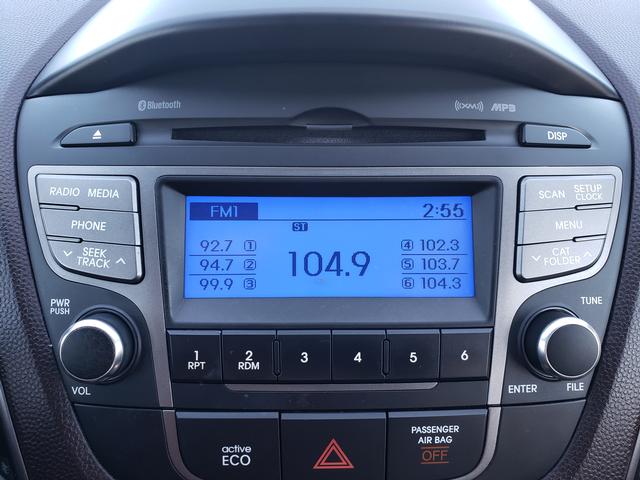 Bluetooth
((XM)) MP3
DISP
RADIO MEDIA
SCAN SETUP CLOCK
FM1 2:55
PHONE
MENU
ST
92.7 1 4 102.3
94.7 2 104.9 5 103.7
99.9 3 6 104.3
SEEK
TRACK
CAT
FOLDER
PWR
PUSH
TUNE
1 2 3 4 5 6
RPT RDM
VOL
ENTER FILE
active
ECO
PASSENGER
AIR BAG
OFF